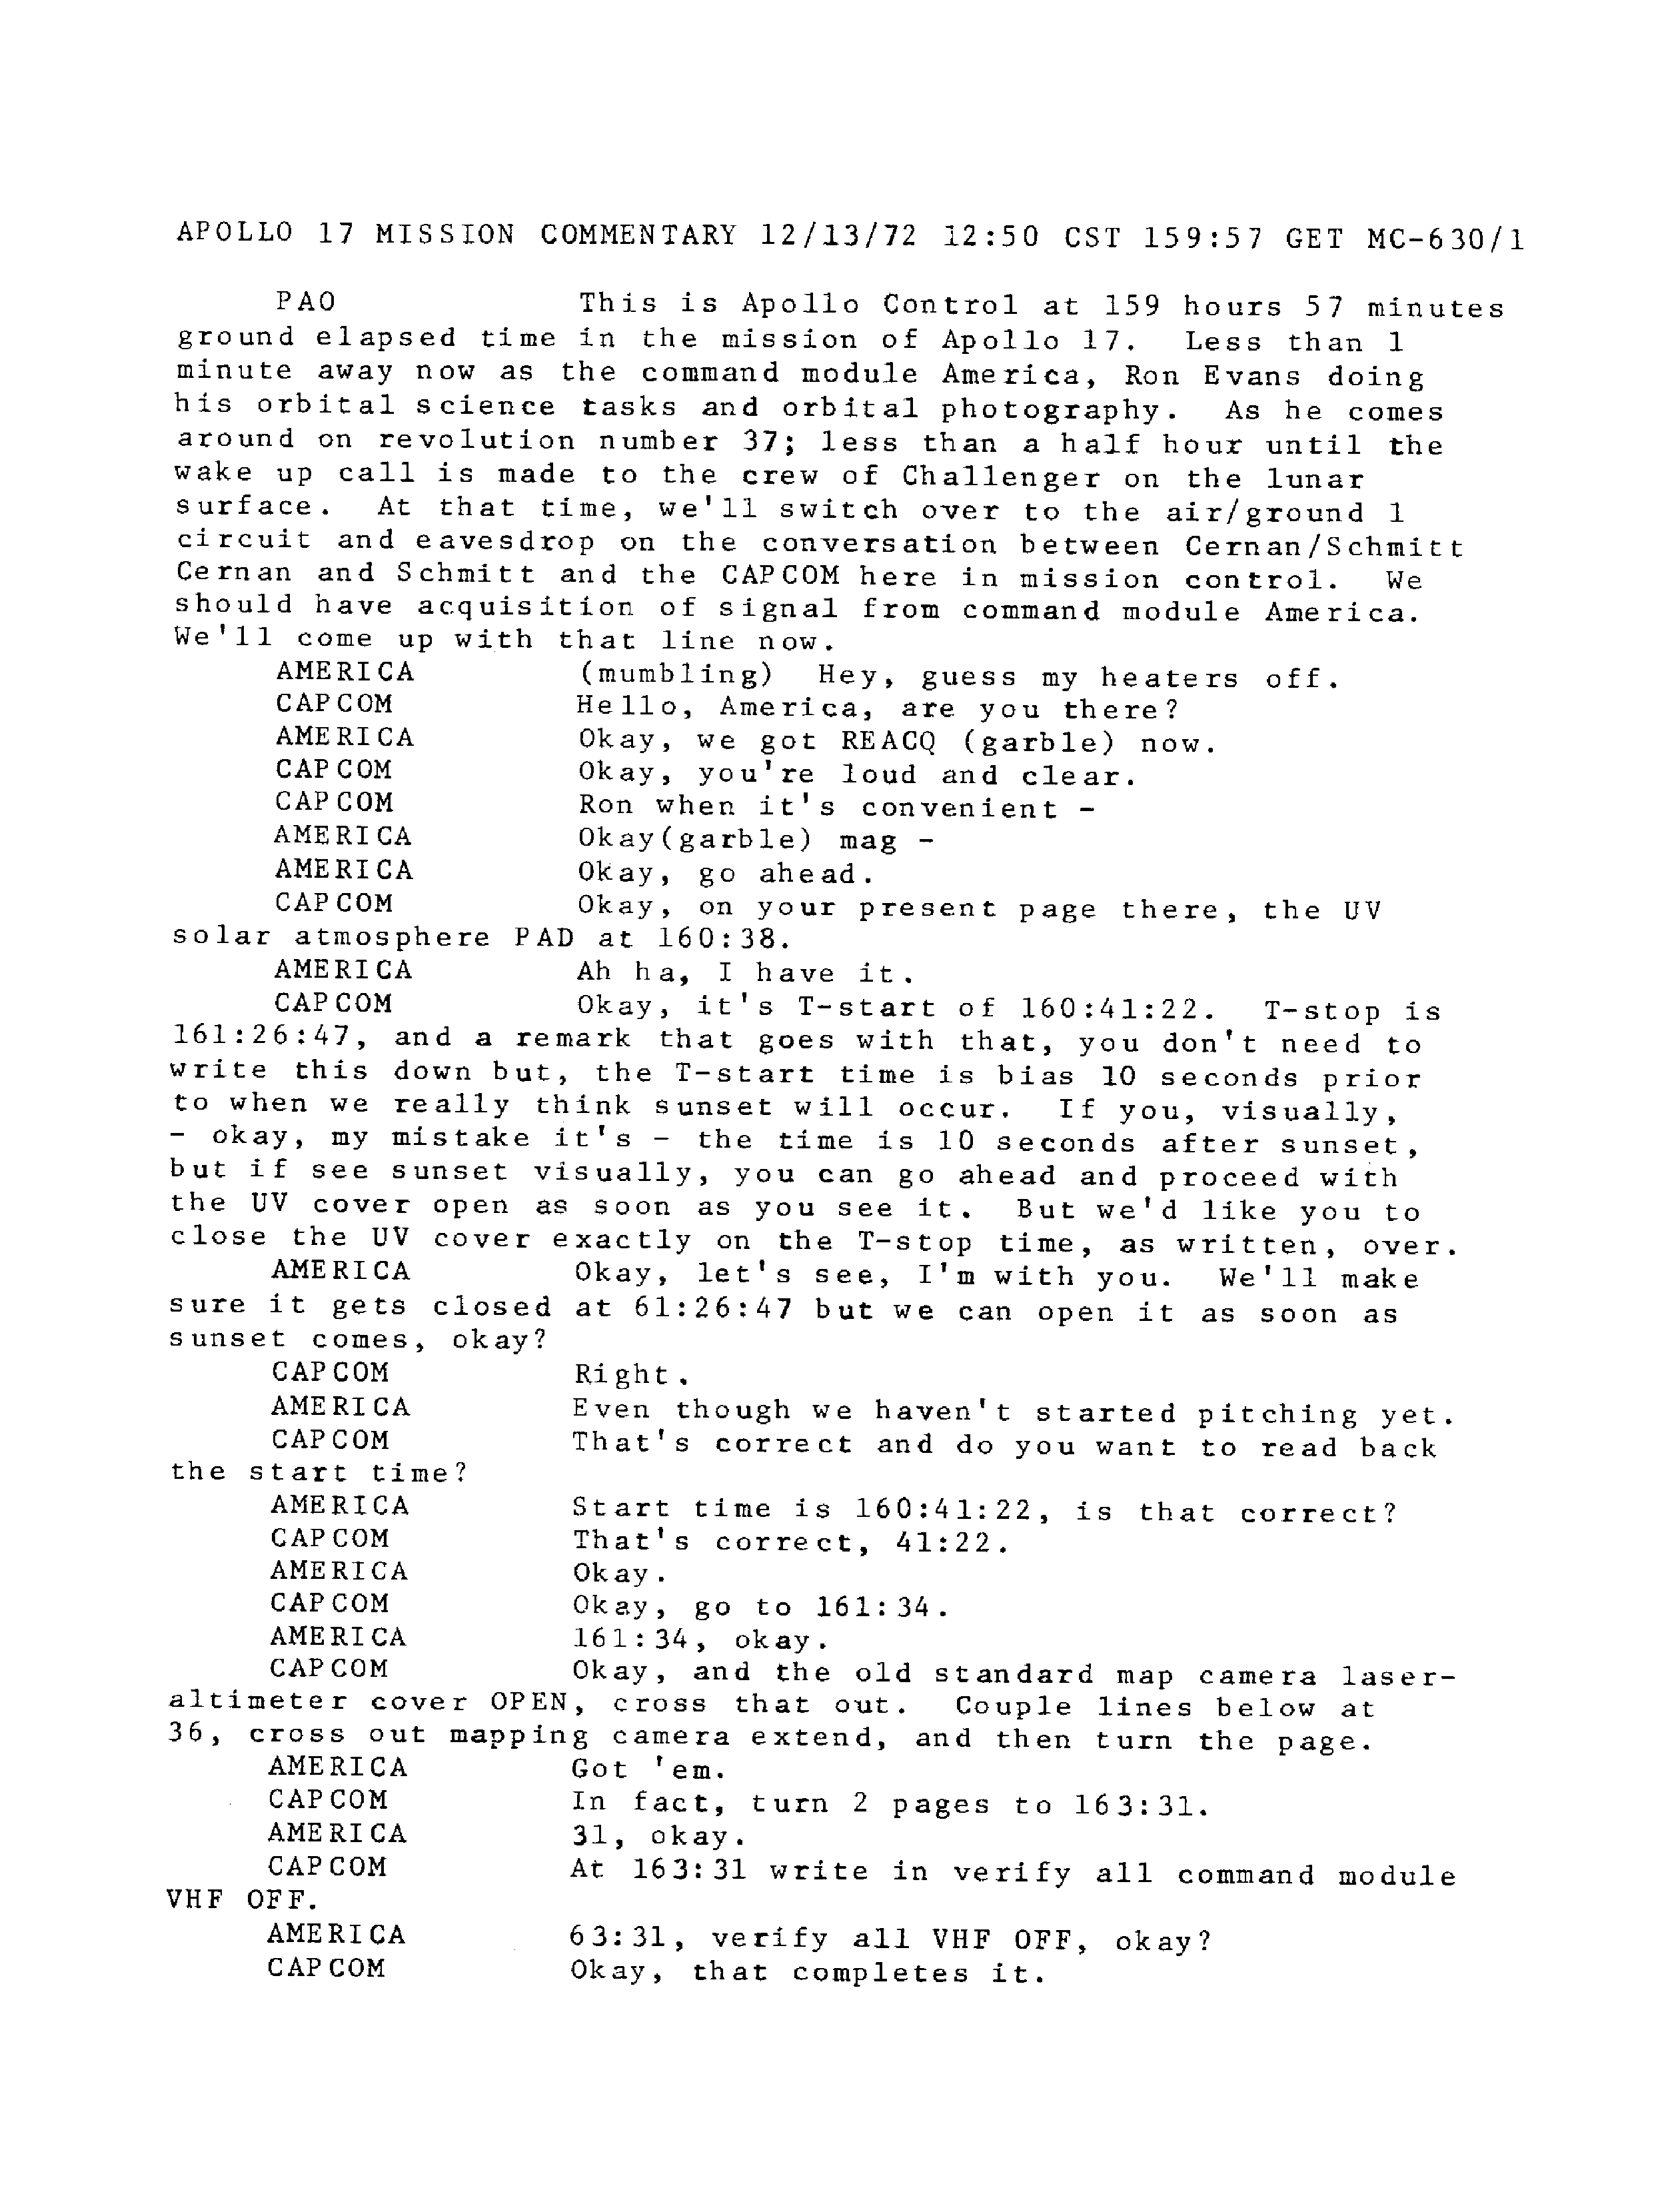 APOLLO 17 MISSION COMMENTARY 12/13/72 12:50 CST 159:57 GET MC-630/1
PAO This is Apollo Control at 159 hours 57 minutes
ground elapsed time in the mission of Apollo 17. Less than 1
minute away now as the command module America, Ron Evans doing
his orbital science tasks and orbital photography. As he comes
around on revolution number 37; less than a half hour until the
wake up call is made to the crew of Challenger on the lunar
surface. At that time, we'll switch over to the air/ground 1
circuit and eavesdrop on the conversation between Cernan/Schmitt
Cernan and Schmitt and the CAPCOM here in mission control. We
should have acquisition of signal from command module America.
We'll come up with that line now.
AMERICA (mumbling) Hey, guess my heaters off.
CAPCOM Hello, America, are you there?
AMERICA Okay, we got REACQ (garble) now.
CAPCOM Okay, you're loud and clear.
CAPCOM Ron when it's convenient -
AMERICA Okay(garble) mag -
AMERICA Okay, go ahead.
CAPCOM Okay, on your present page there, the UV
solar atmosphere PAD at 160:38.
AMERICA Ah ha, I have it.
CAPCOM Okay, it's T-start of 160:41:22. T-stop is
161:26:47, and a remark that goes with that, you don't need to
write this down but, the T-start time is bias 10 seconds prior
to when we really think sunset will occur. If you, visually,
- okay, my mistake it's - the time is 10 seconds after sunset,
but if see sunset visually, you can go ahead and proceed with
the UV cover open as soon as you see it. But we'd like you to
close the UV cover exactly on the T-stop time, as written, over.
AMERICA Okay, let's see, I'm with you. We'll make
sure it gets closed at 61:26:47 but we can open it as soon as
sunset comes, okay?
CAPCOM Right.
AMERICA Even though we haven't started pitching yet.
CAPCOM That's correct and do you want to read back
the start time?
AMERICA Start time is 160:41:22, is that correct?
CAPCOM That's correct, 41:22.
AMERICA Okay.
CAPCOM Okay, go to 161:34.
AMERICA 161:34, okay.
CAPCOM Okay, and the old standard map camera laser-
altimeter cover OPEN, cross that out. Couple lines below at
36, cross out mapping camera extend, and then turn the page.
AMERICA Got 'em.
CAPCOM In fact, turn 2 pages to 163:31.
AMERICA 31, okay.
CAPCOM At 163:31 write in verify all command module
VHF OFF.
AMERICA 63:31, verify all VHF OFF, okay?
CAPCOM Okay, that completes it.